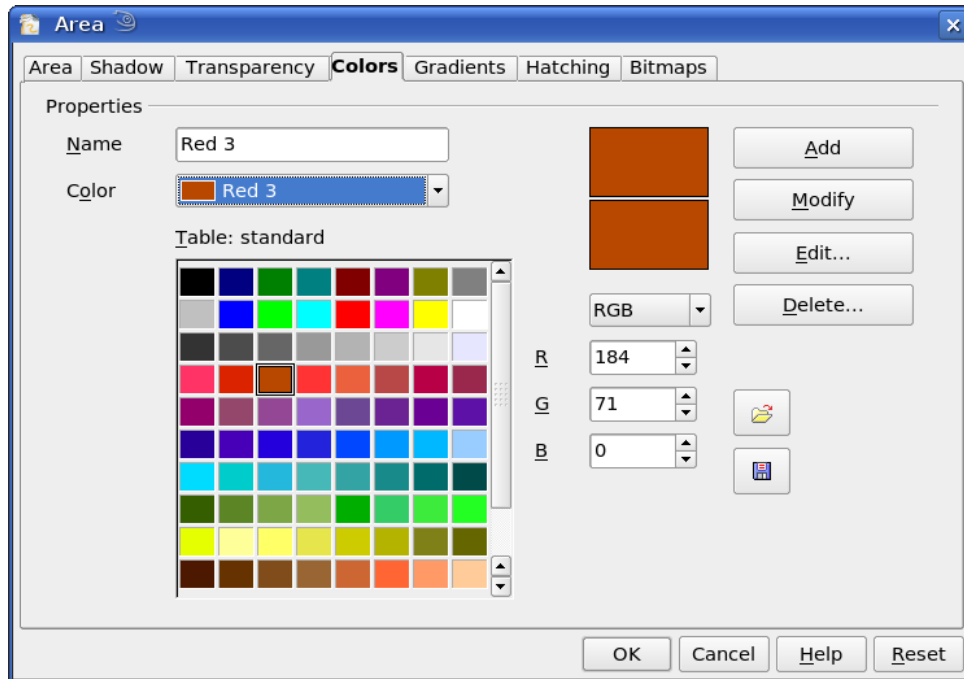 Area
Area Shadow Transparency Colors Gradients Hatching Bitmaps
Properties
Name Red 3 Add
Color Red 3 Modify
Table: standard Edit...
RGB Delete...
R 184
G 71
B 0
OK Cancel Help Reset